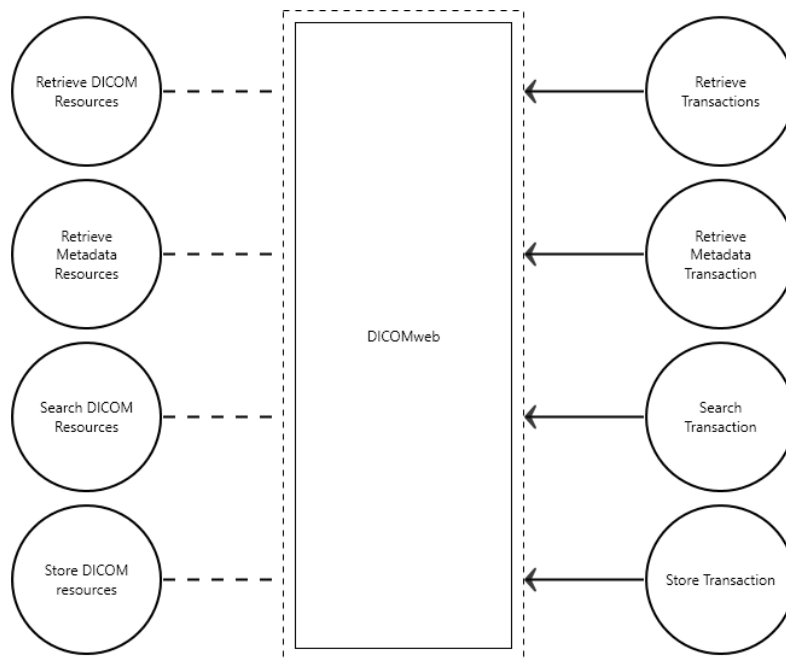 Retrieve DICOM
Resources
Retrieve
Transactions
Retrieve
Metadata
Resources
Retrieve
Metadata
Transaction
DICOMweb
Search DICOM
Resources
Search
Transaction
Store DICOM
resources
Store Transaction